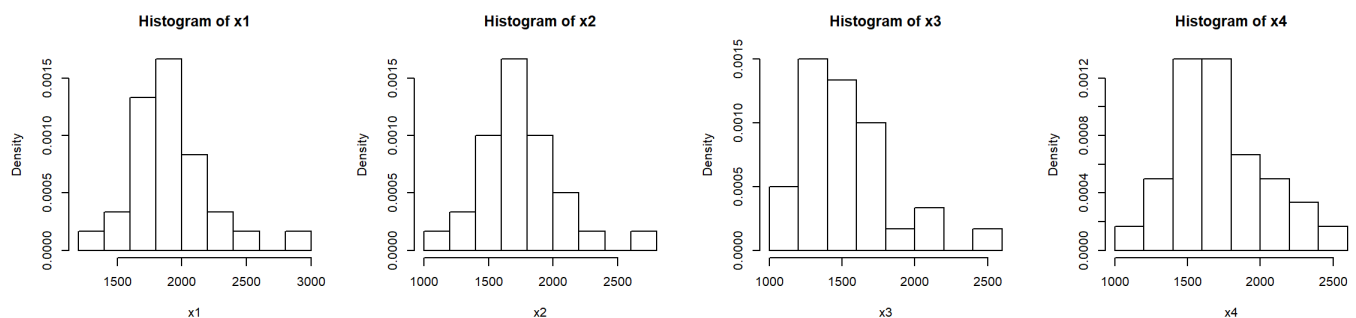 Histogram of x1
Density
0.0000 0.0005 0.0010 0.0015
1500 2000 2500 3000
x1
Histogram of x2
Density
0.0000 0.0005 0.0010 0.0015
1000 1500 2000 2500
x2
Histogram of x3
Density
0.0000 0.0005 0.0010 0.0015
1000 1500 2000 2500
x3
Histogram of x4
Density
0.0000 0.0004 0.0008 0.0012
1000 1500 2000 2500
x4